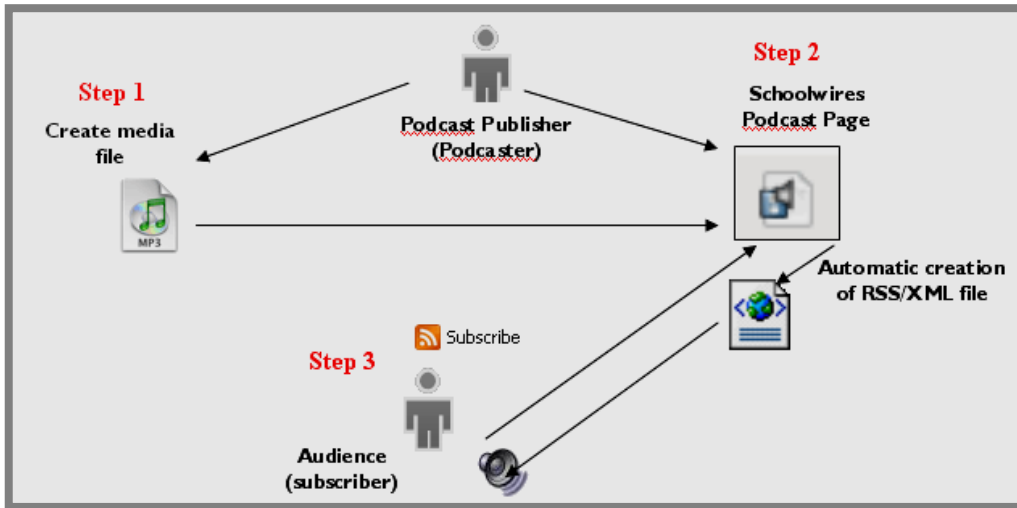 Step 1
Create media
file
MP3
Podcast Publisher
(Podcaster)
Step 2
Schoolwires
Podcast Page
Automatic creation
of RSS/XML file
Subscribe
Step 3
Audience
(subscriber)